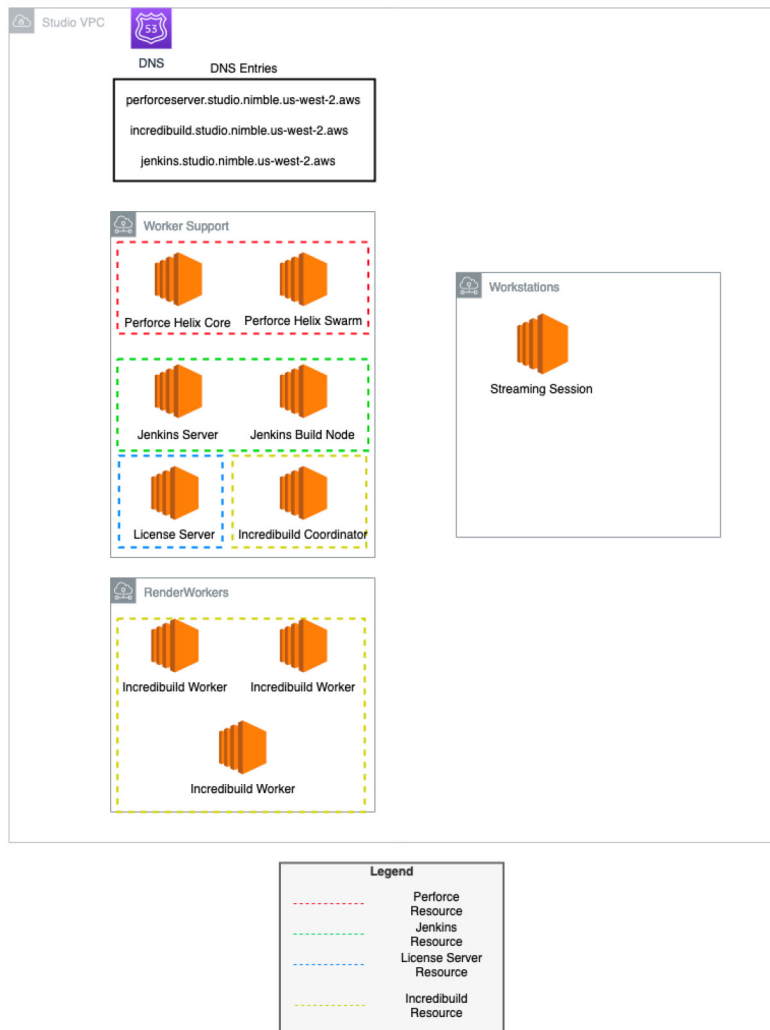 Studio VPC
53
DNS
DNS Entries
perforceserver.studio.nimble.us-west-2.aws
incredibuild.studio.nimble.us-west-2.aws
jenkins.studio.nimble.us-west-2.aws
Worker Support
Perforce Helix Core
Perforce Helix Swarm
Jenkins Server
Jenkins Build Node
License Server
Incredibuild Coordinator
Workstations
Streaming Session
RenderWorkers
Incredibuild Worker
Incredibuild Worker
Incredibuild Worker
Legend
Perforce
Resource
Jenkins
Resource
License Server
Resource
Incredibuild
Resource